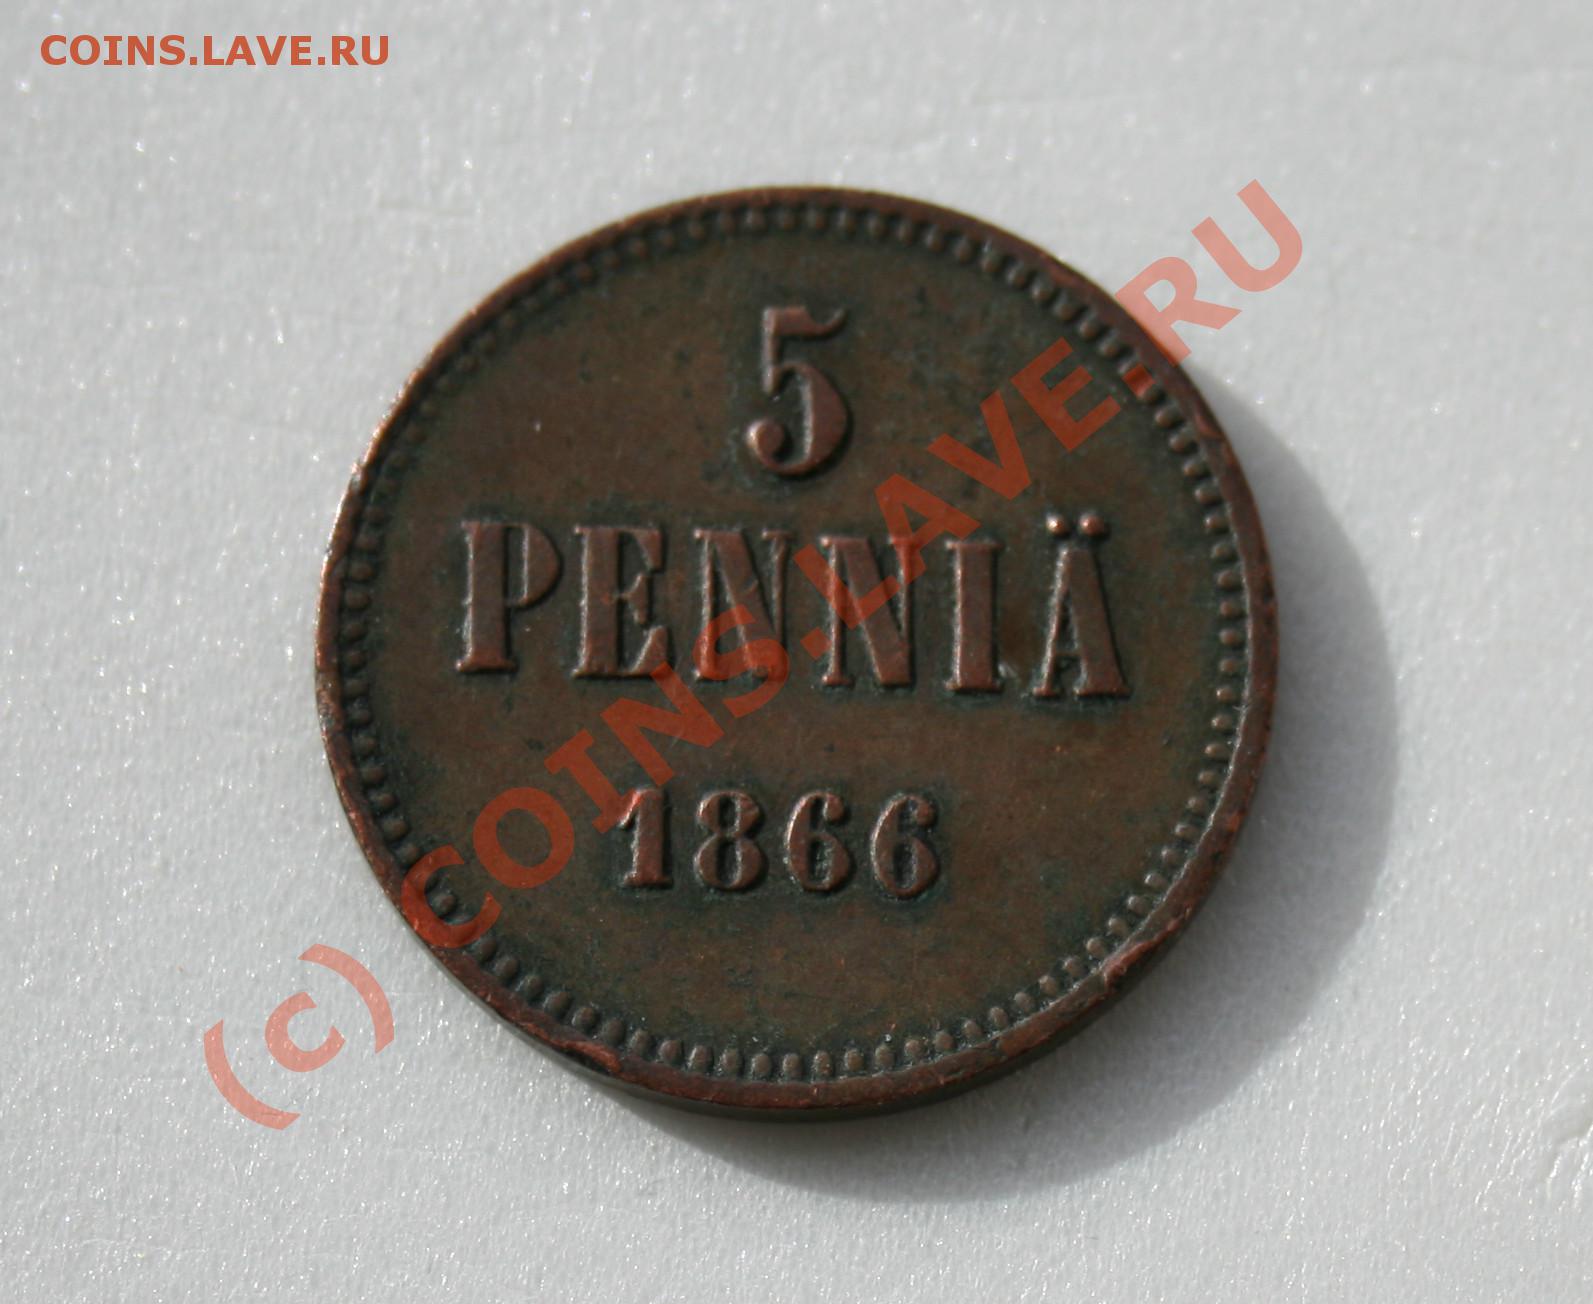 COINS.LAVE.RU
5
PENNIÄ
1866
(c) COINS.LAVE.RU